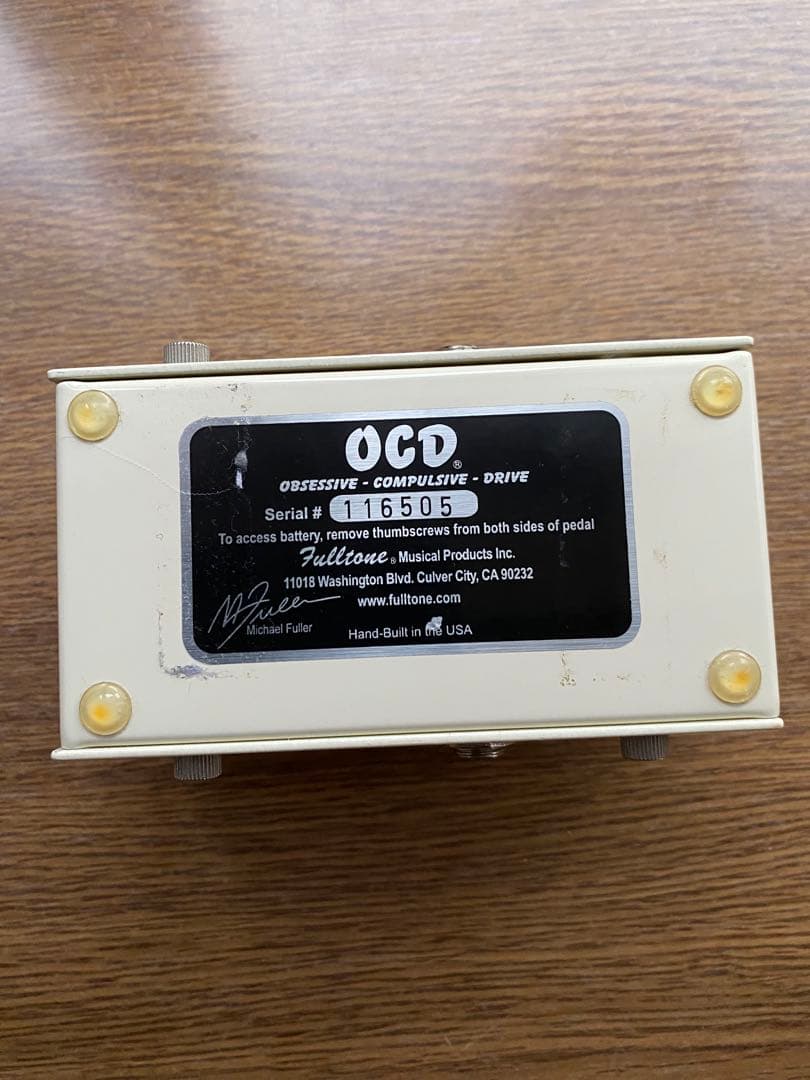 OCD®
OBSESSIVE - COMPULSIVE - DRIVE
Serial # 116505
To access battery, remove thumbscrews from both sides of pedal
Fulltone® Musical Products Inc.
11018 Washington Blvd. Culver City, CA 90232
www.fulltone.com
M Fuller
Michael Fuller
Hand-Built in the USA